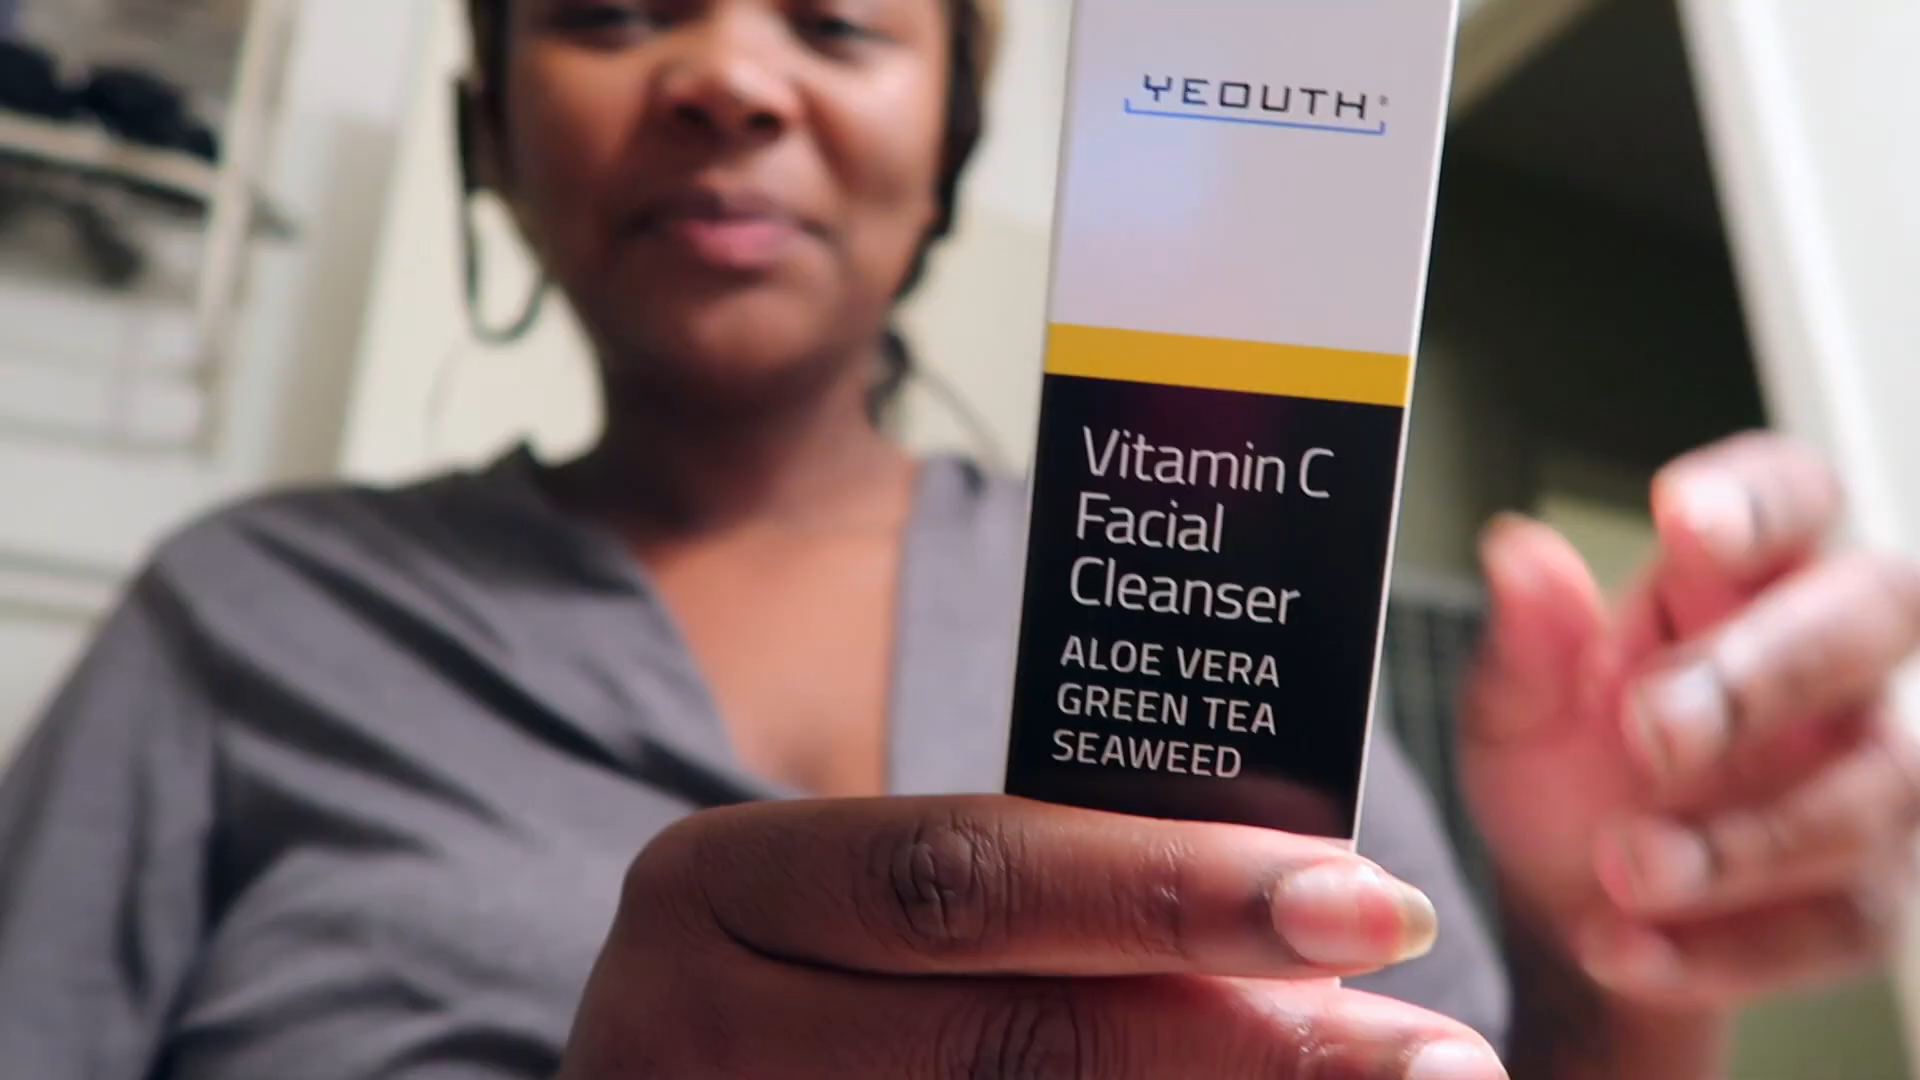 YEOUTH®
Vitamin C
Facial
Cleanser
ALOE VERA
GREEN TEA
SEAWEED